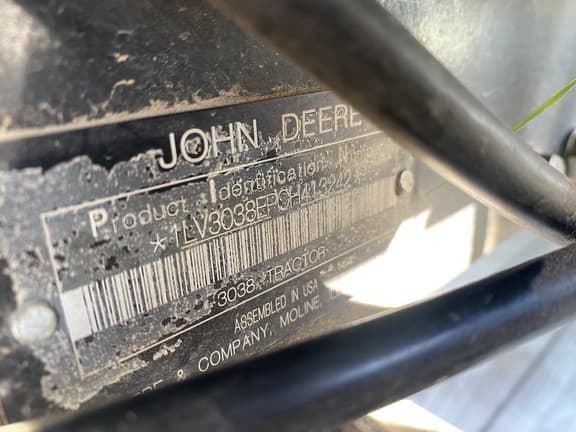 JOHN DEERE
Product Identification Number
*1LV3038EPCH413242*
3038 TRACTOR
ASSEMBLED IN USA
& COMPANY, MOLINE,